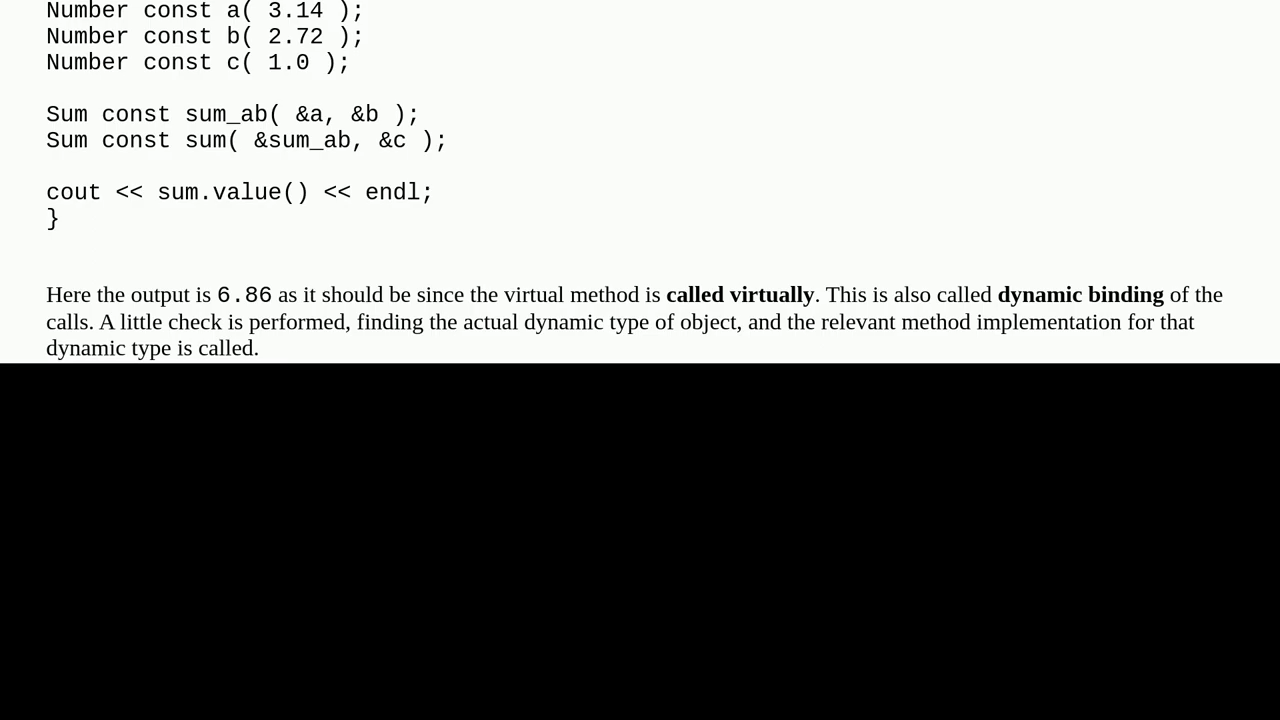 Number const a( 3.14 );
Number const b( 2.72 );
Number const c( 1.0 );
Sum const sum_ab( &a, &b );
Sum const sum( &sum_ab, &c );
cout << sum.value() << endl;
}
Here the output is 6.86 as it should be since the virtual method is called virtually. This is also called dynamic binding of the
calls. A little check is performed, finding the actual dynamic type of object, and the relevant method implementation for that
dynamic type is called.